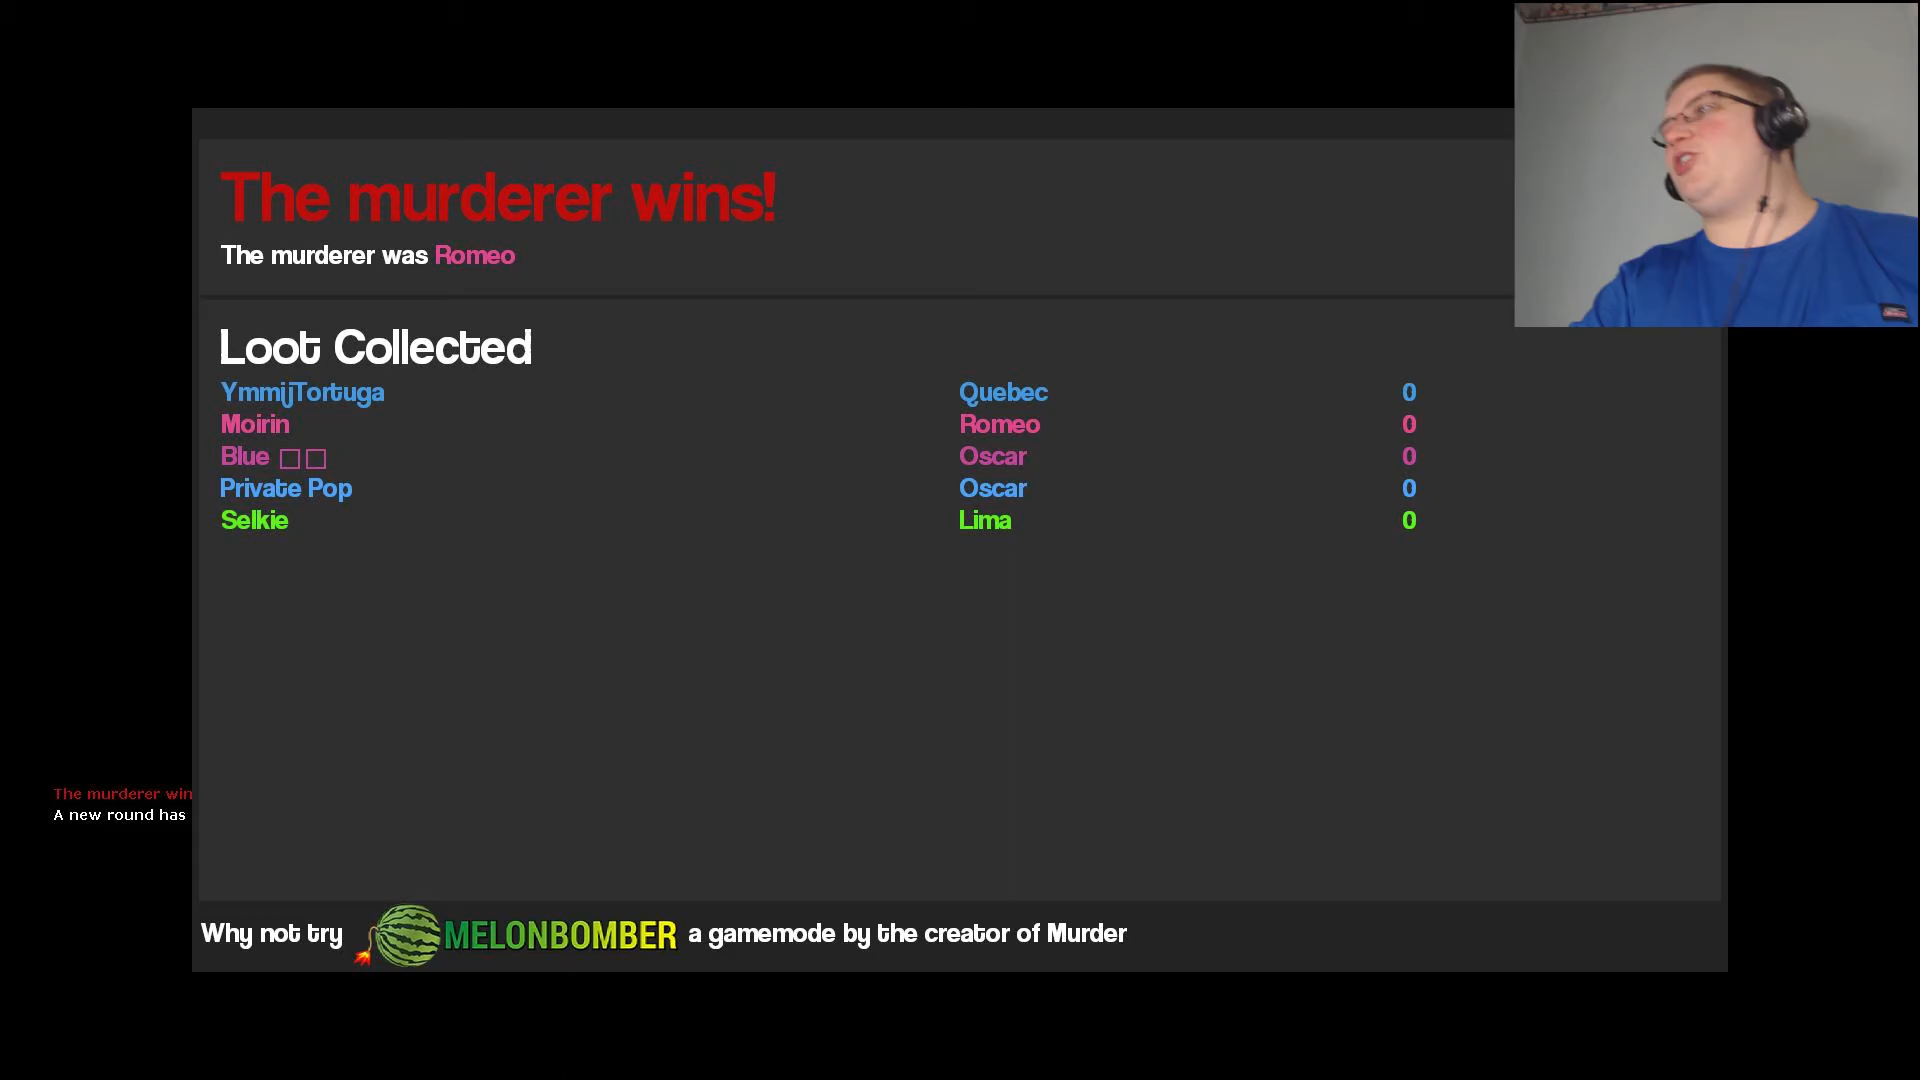 The murderer wins!
The murderer was Romeo
Loot Collected
YmmijTortuga Quebec 0
Moirin Romeo 0
Blue □□ Oscar 0
Private Pop Oscar 0
Selkie Lima 0
The murderer win
A new round has
Why not try MELONBOMBER a gamemode by the creator of Murder